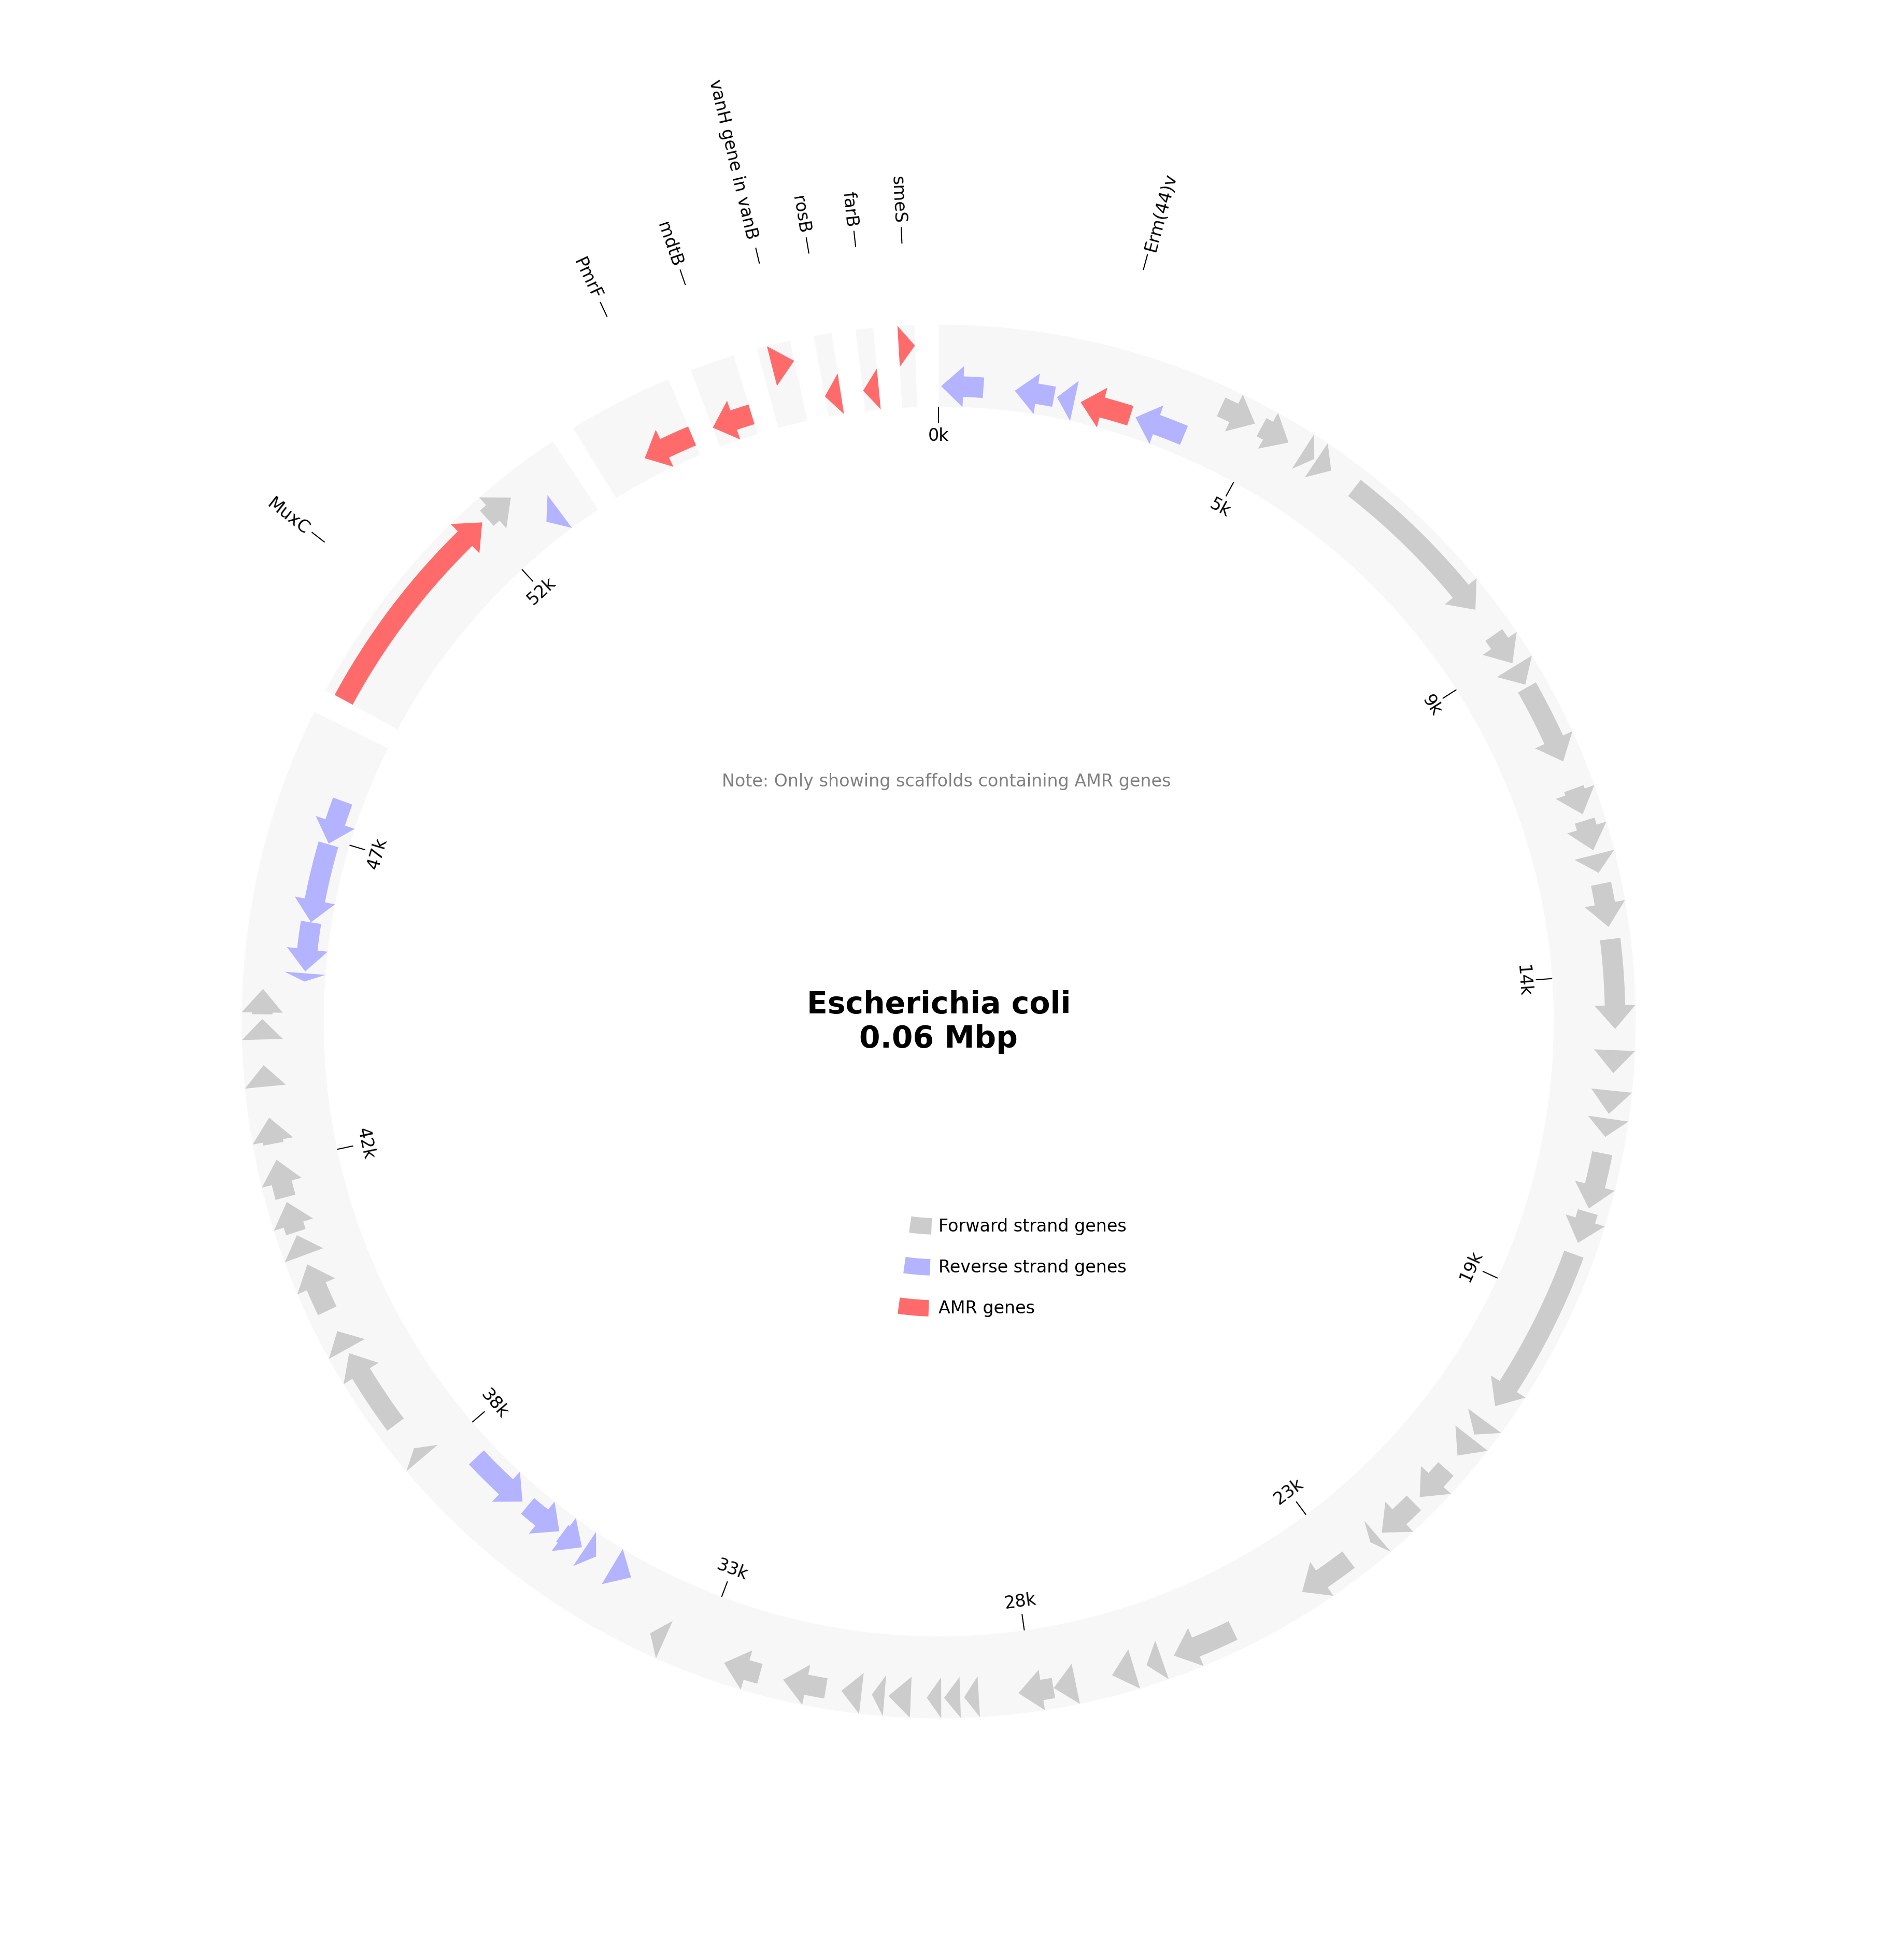 vanH gene in vanB
smeS
farB
rosB
mdtB
PmrF
Erm(44)v
MuxC
0k
5k
9k
14k
19k
23k
28k
33k
38k
42k
47k
52k
Note: Only showing scaffolds containing AMR genes
Escherichia coli
0.06 Mbp
Forward strand genes
Reverse strand genes
AMR genes